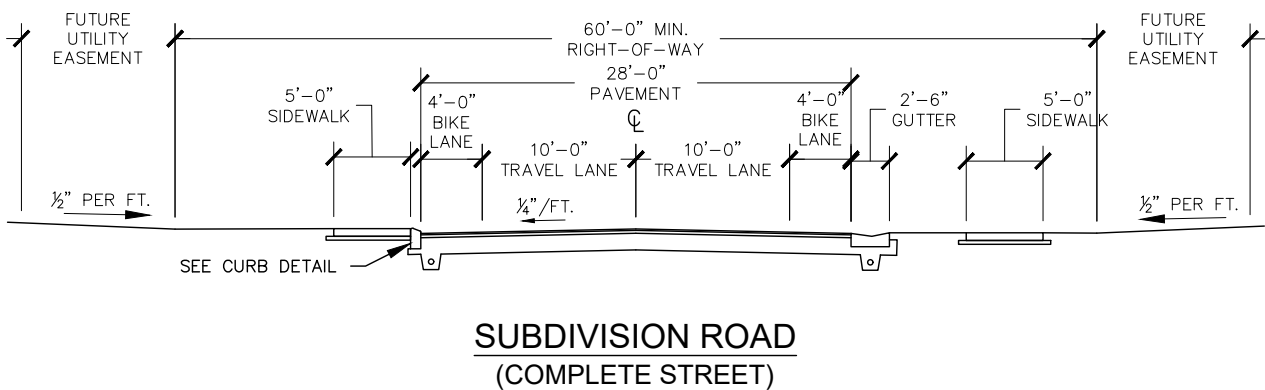 FUTURE
UTILITY
EASEMENT
60'-0" MIN.
RIGHT-OF-WAY
FUTURE
UTILITY
EASEMENT
28'-0"
PAVEMENT
℄
5'-0"
SIDEWALK
4'-0"
BIKE
LANE
10'-0"
TRAVEL LANE
10'-0"
TRAVEL LANE
4'-0"
BIKE
LANE
2'-6"
GUTTER
5'-0"
SIDEWALK
½" PER FT.
¼"/FT.
½" PER FT.
SEE CURB DETAIL
SUBDIVISION ROAD
(COMPLETE STREET)